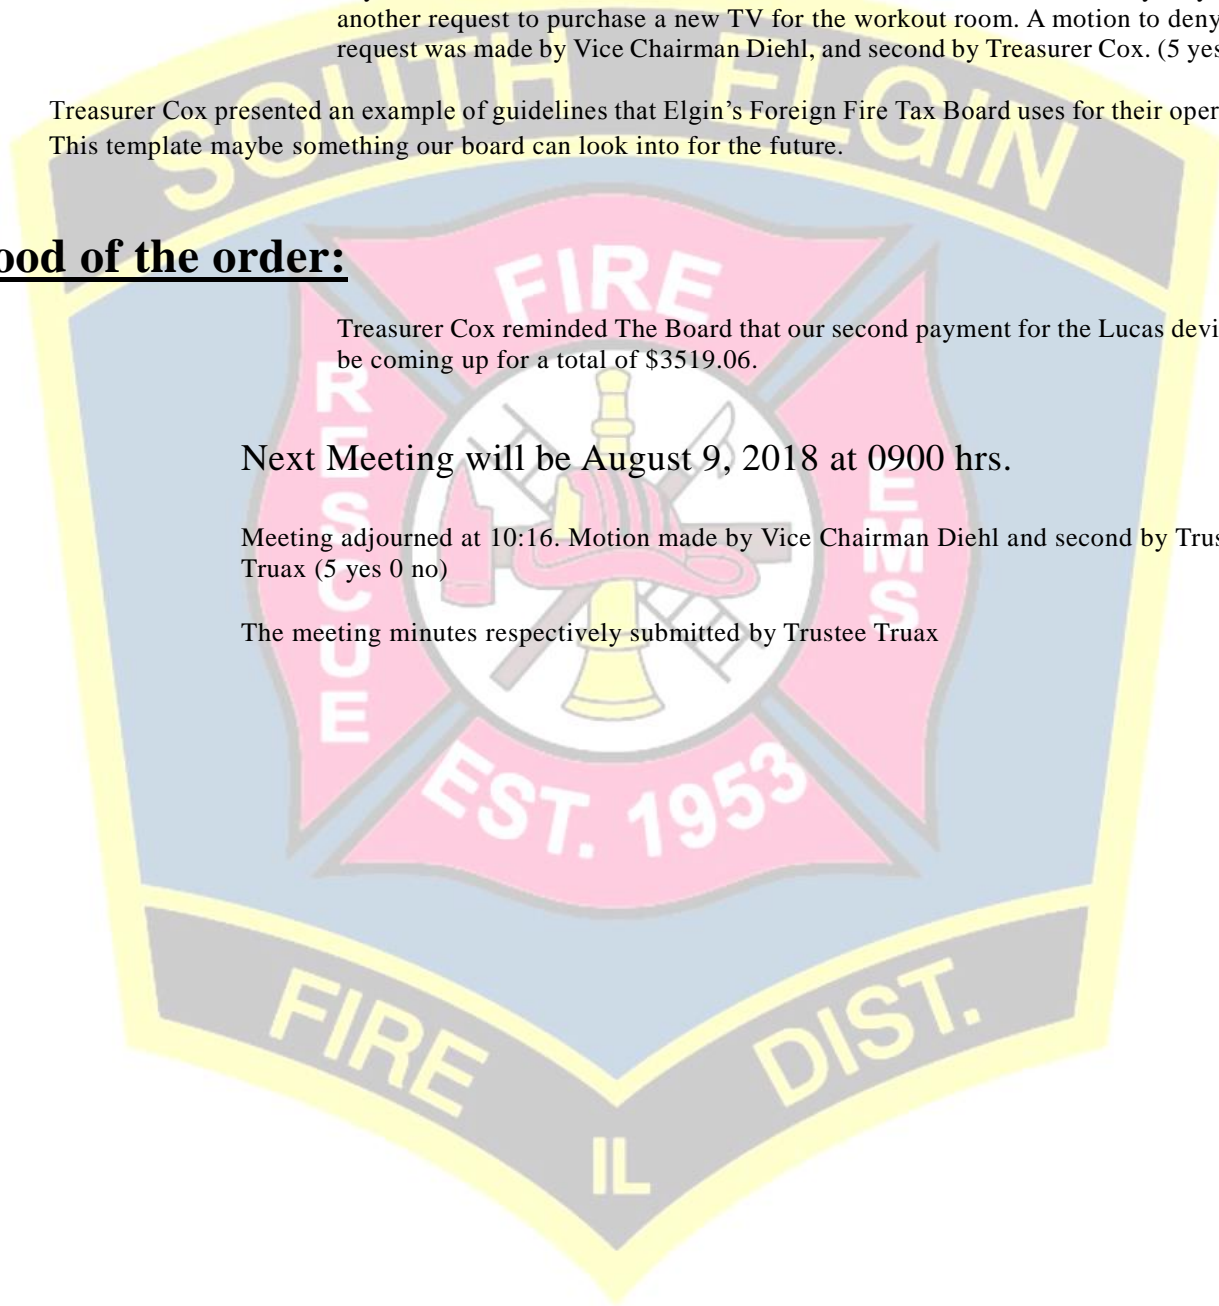 another request to purchase a new TV for the workout room. A motion to deny
request was made by Vice Chairman Diehl, and second by Treasurer Cox. (5 yes
Treasurer Cox presented an example of guidelines that Elgin’s Foreign Fire Tax Board uses for their oper
This template maybe something our board can look into for the future.
ood of the order:
Treasurer Cox reminded The Board that our second payment for the Lucas devi
be coming up for a total of $3519.06.
Next Meeting will be August 9, 2018 at 0900 hrs.
Meeting adjourned at 10:16. Motion made by Vice Chairman Diehl and second by Trus
Truax (5 yes 0 no)
The meeting minutes respectively submitted by Trustee Truax
SOUTH ELGIN
FIRE
RESCUE
EMS
EST. 1953
FIRE DIST.
IL